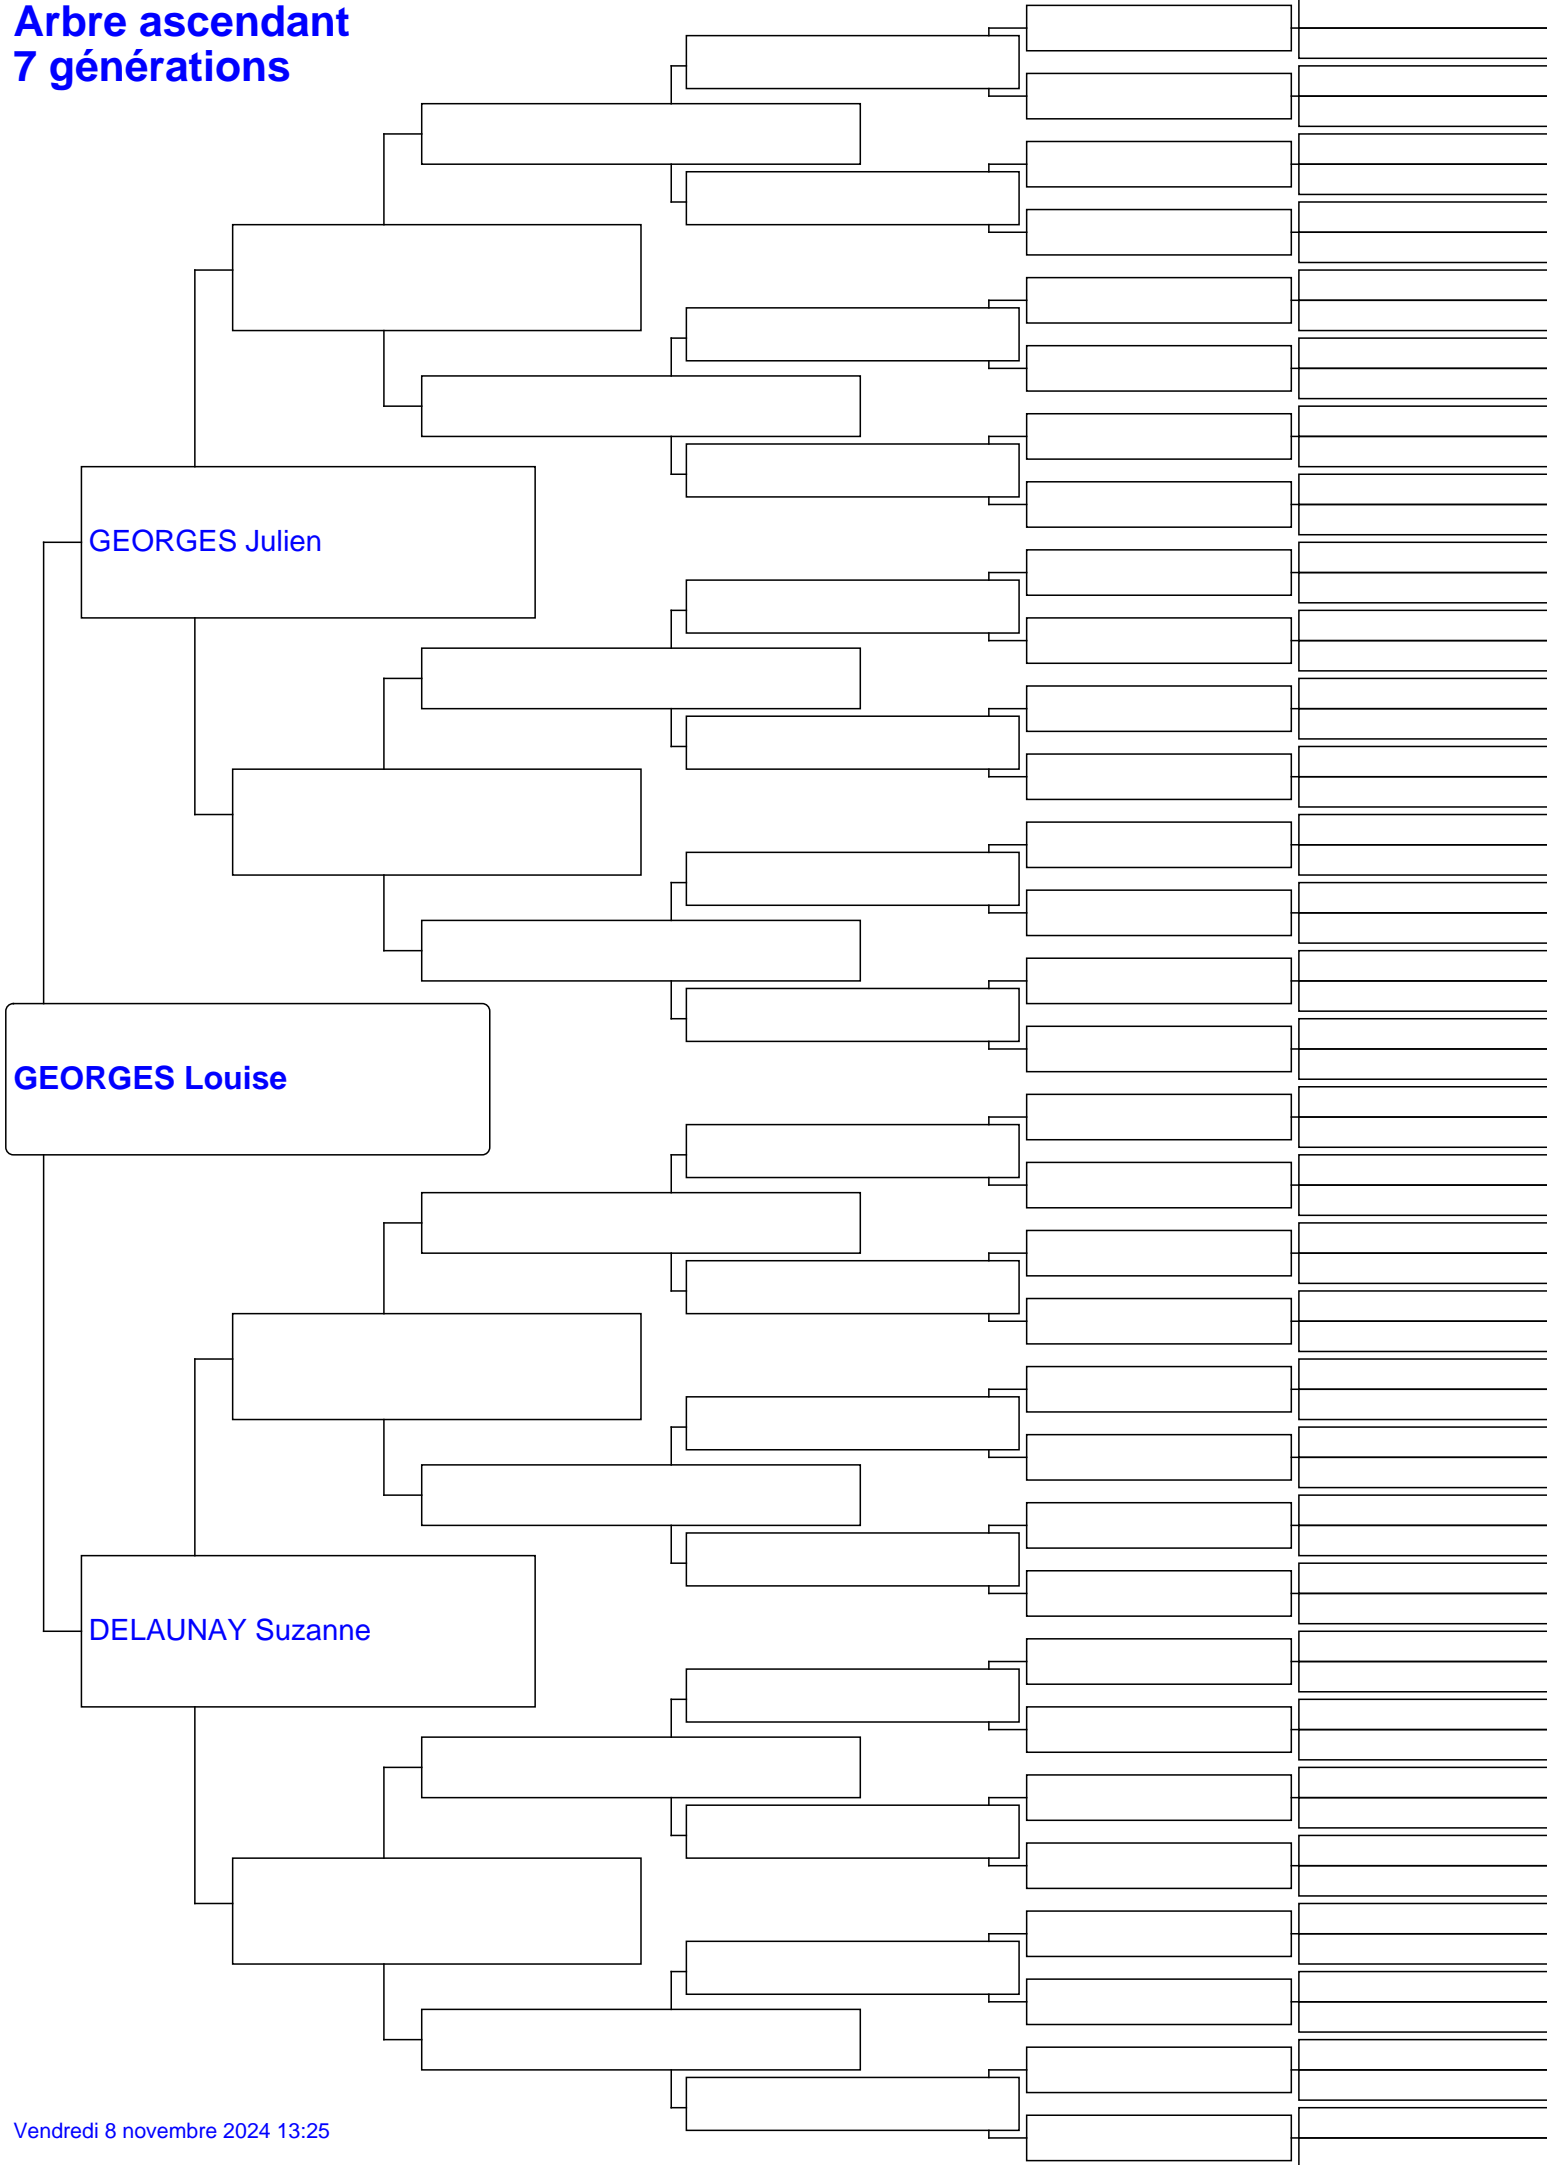 Arbre ascendant
7 générations
GEORGES Julien
GEORGES Louise
DELAUNAY Suzanne
Vendredi 8 novembre 2024 13:25